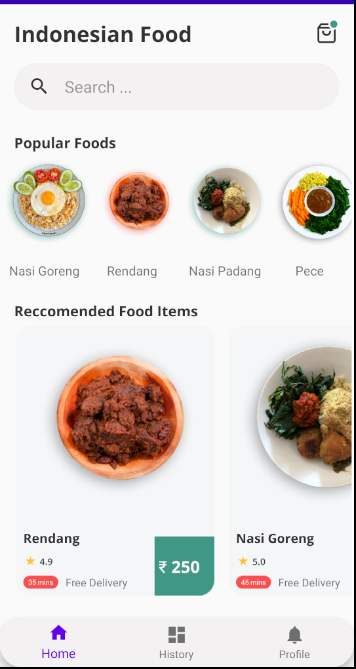 Indonesian Food
Search ...
Popular Foods
Nasi Goreng Rendang Nasi Padang Pece
Reccomended Food Items
Rendang Nasi Goreng
4.9 5.0
₹ 250
35 mins Free Delivery 45 mins Free Delivery
Home History Profile